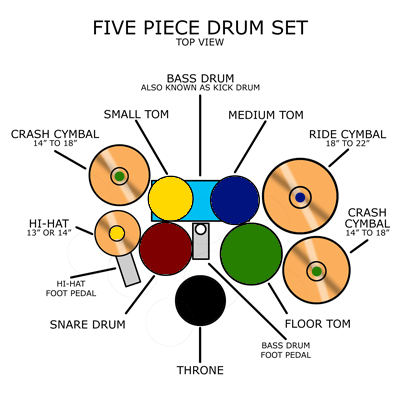 FIVE PIECE DRUM SET
TOP VIEW
BASS DRUM
ALSO KNOWN AS KICK DRUM
SMALL TOM
MEDIUM TOM
CRASH CYMBAL
14” TO 18”
RIDE CYMBAL
18” TO 22”
HI-HAT
13” OR 14”
CRASH
CYMBAL
14” TO 18”
HI-HAT
FOOT PEDAL
SNARE DRUM
FLOOR TOM
BASS DRUM
FOOT PEDAL
THRONE